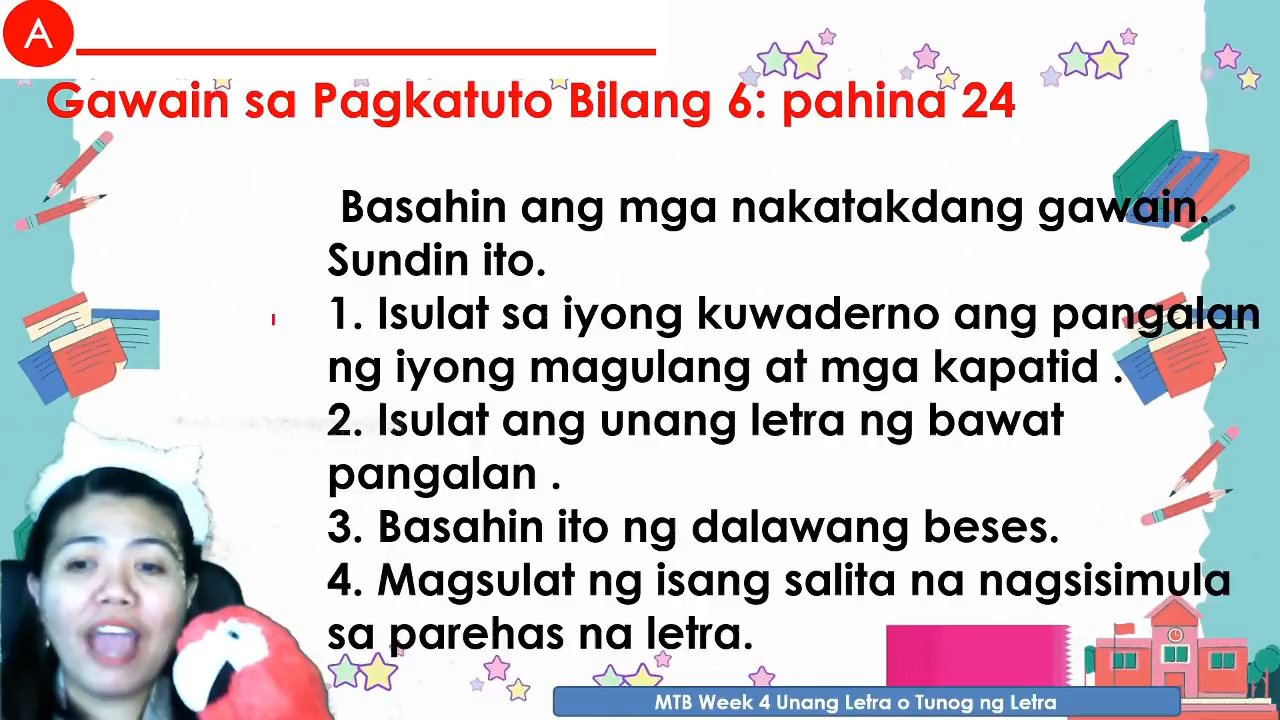 A
Gawain sa Pagkatuto Bilang 6: pahina 24
Basahin ang mga nakatakdang gawain.
Sundin ito.
1. Isulat sa iyong kuwaderno ang pangalan
ng iyong magulang at mga kapatid .
2. Isulat ang unang letra ng bawat
pangalan .
3. Basahin ito ng dalawang beses.
4. Magsulat ng isang salita na nagsisimula
sa parehas na letra.
MTB Week 4 Unang Letra o Tunog ng Letra